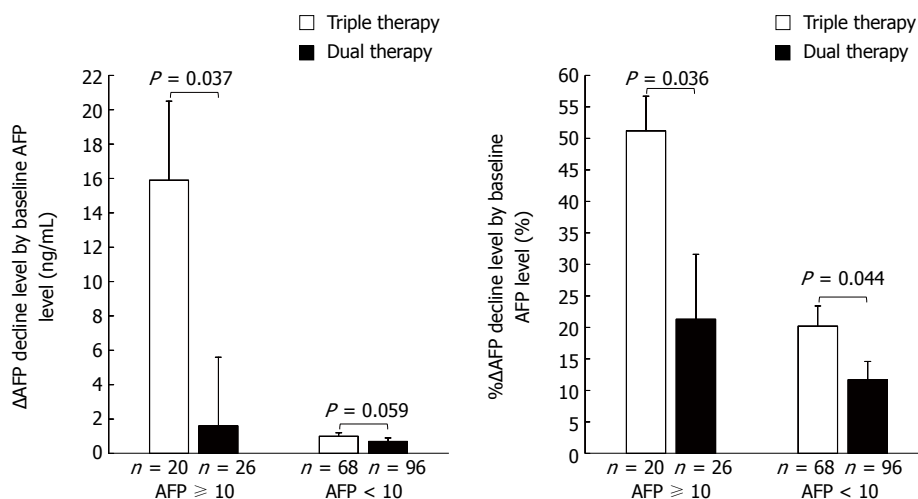 Triple therapy
Dual therapy
P = 0.037
22
20
18
16
14
12
10
8
6
4
2
0
ΔAFP decline level by baseline AFP
level (ng/mL)
P = 0.059
n = 20 n = 26
n = 68 n = 96
AFP ⩾ 10
AFP < 10
Triple therapy
Dual therapy
P = 0.036
60
55
50
45
40
35
30
25
20
15
10
5
0
%ΔAFP decline level by baseline
AFP level (%)
P = 0.044
n = 20 n = 26
n = 68 n = 96
AFP ⩾ 10
AFP < 10